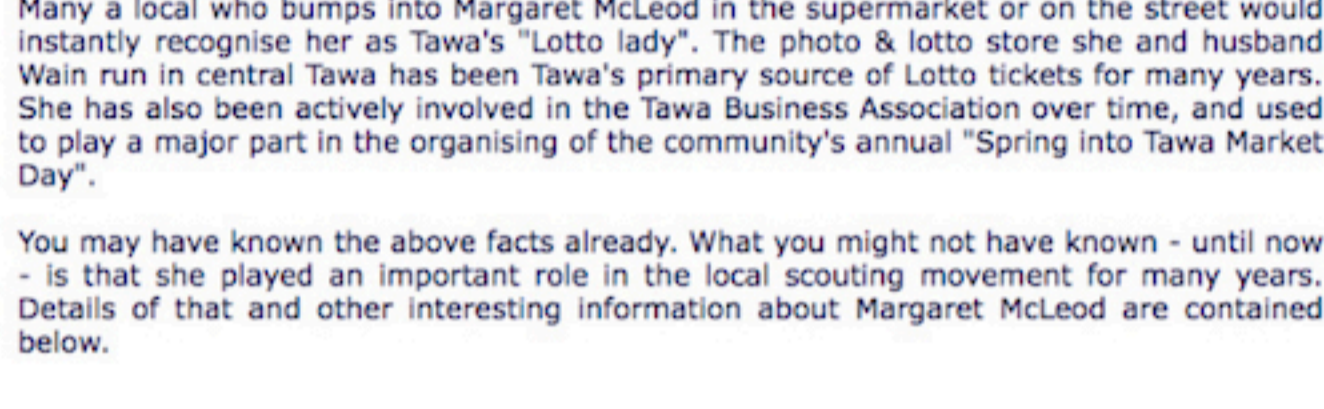 Many a local who bumps into Margaret McLeod in the supermarket or on the street would
instantly recognise her as Tawa's "Lotto lady". The photo & lotto store she and husband
Wain run in central Tawa has been Tawa's primary source of Lotto tickets for many years.
She has also been actively involved in the Tawa Business Association over time, and used
to play a major part in the organising of the community's annual "Spring into Tawa Market
Day".
You may have known the above facts already. What you might not have known - until now
- is that she played an important role in the local scouting movement for many years.
Details of that and other interesting information about Margaret McLeod are contained
below.